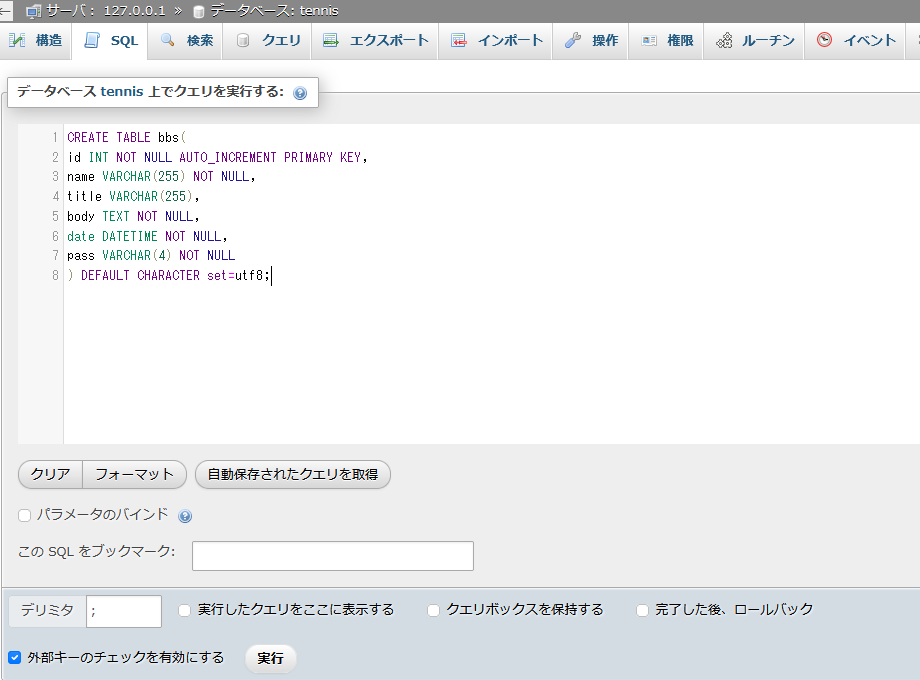 サーバ: 127.0.0.1 » データベース: tennis
構造 SQL 検索 クエリ エクスポート インポート 操作 権限 ルーチン イベント
データベース tennis 上でクエリを実行する:
1 CREATE TABLE bbs(
2 id INT NOT NULL AUTO_INCREMENT PRIMARY KEY,
3 name VARCHAR(255) NOT NULL,
4 title VARCHAR(255),
5 body TEXT NOT NULL,
6 date DATETIME NOT NULL,
7 pass VARCHAR(4) NOT NULL
8 ) DEFAULT CHARACTER set=utf8;
クリア フォーマット 自動保存されたクエリを取得
パラメータのバインド
この SQL をブックマーク:
デリミタ ; 実行したクエリをここに表示する クエリボックスを保持する 完了した後、ロールバック
外部キーのチェックを有効にする 実行